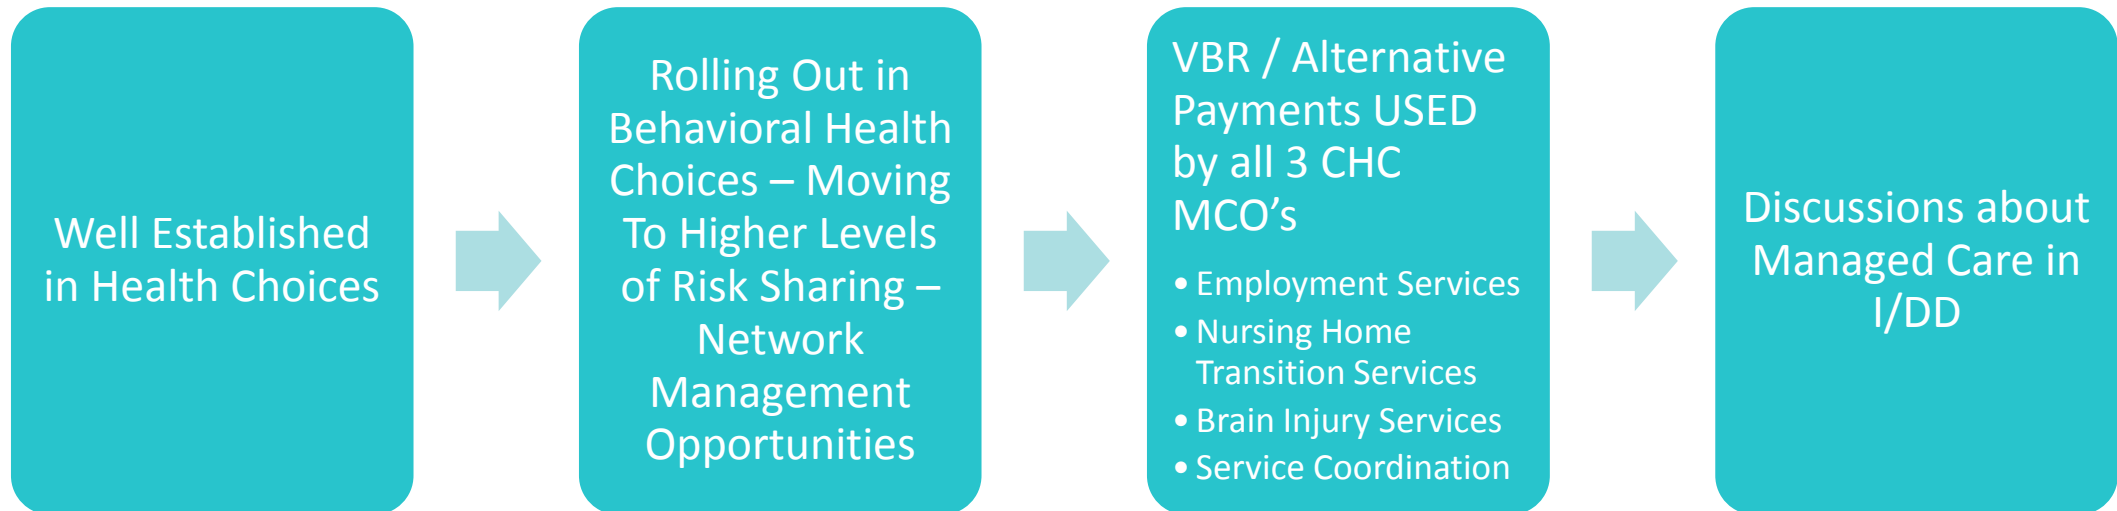 Well Established
in Health Choices
Rolling Out in
Behavioral Health
Choices – Moving
To Higher Levels
of Risk Sharing –
Network
Management
Opportunities
VBR / Alternative
Payments USED
by all 3 CHC
MCO’s
• Employment Services
• Nursing Home
Transition Services
• Brain Injury Services
• Service Coordination
Discussions about
Managed Care in
I/DD